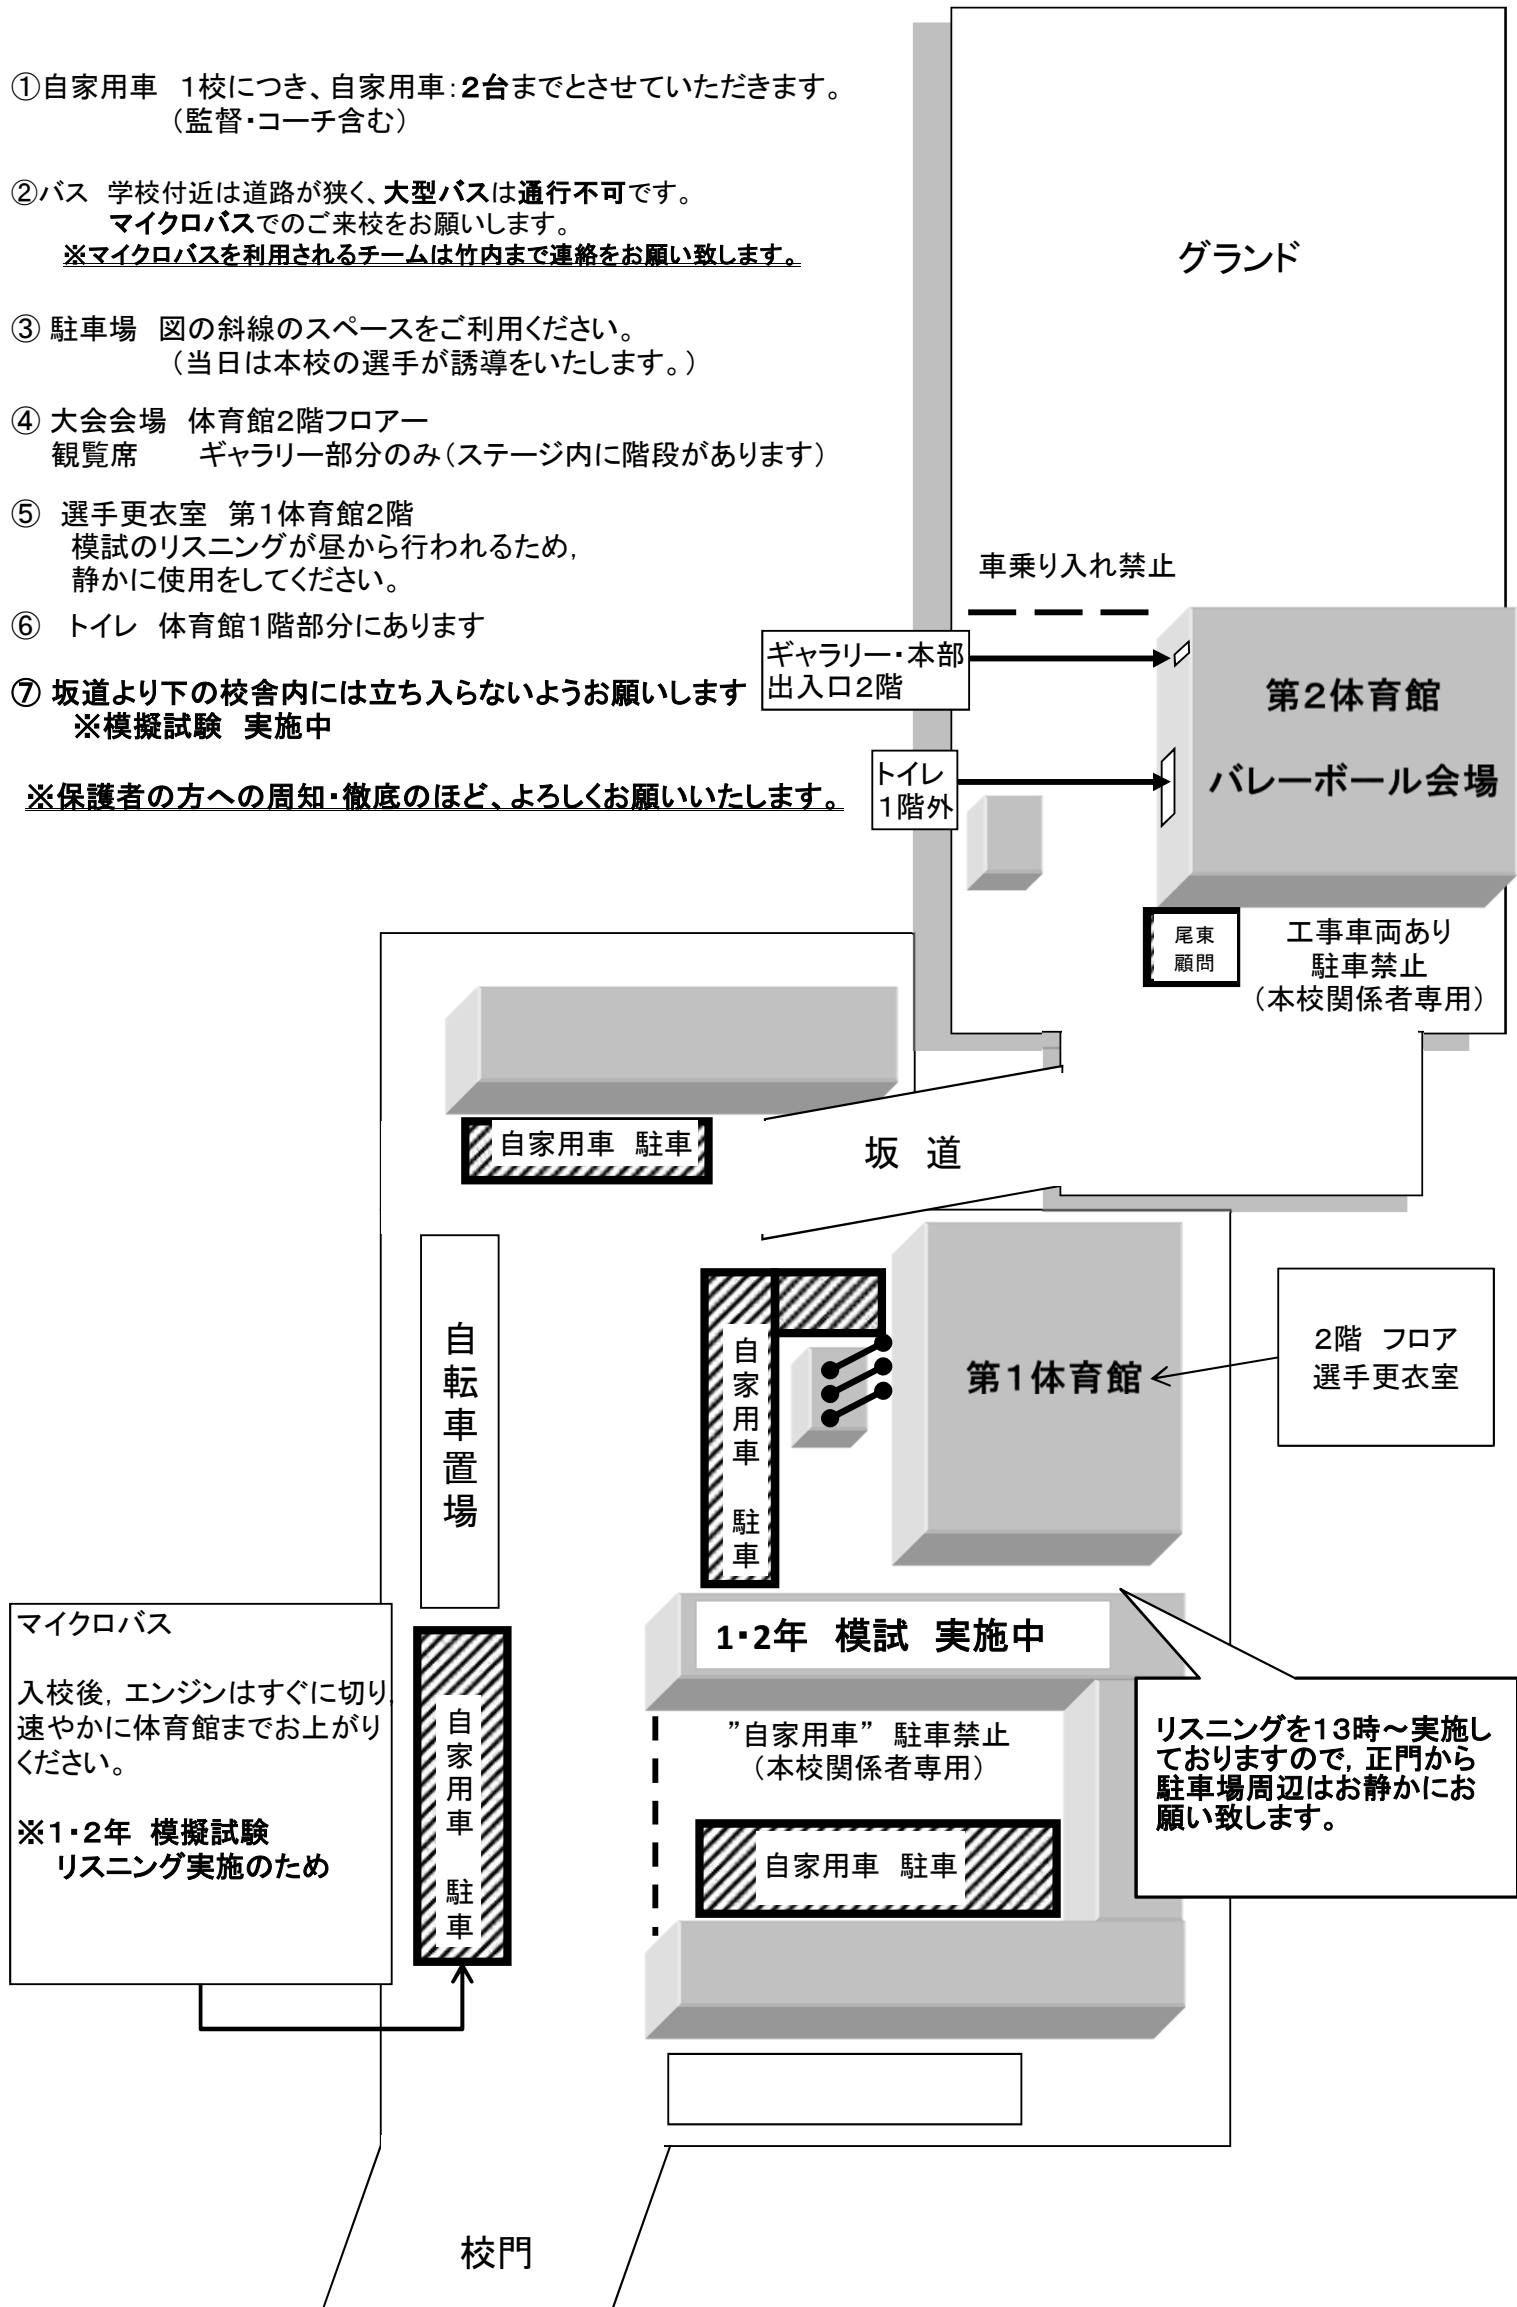 ①自家用車　1校につき、自家用車：2台までとさせていただきます。
（監督・コーチ含む）
②バス　学校付近は道路が狭く、大型バスは通行不可です。
マイクロバスでのご来校をお願いします。
※マイクロバスを利用されるチームは竹内まで連絡をお願い致します。
③ 駐車場　図の斜線のスペースをご利用ください。
（当日は本校の選手が誘導をいたします。）
④ 大会会場　体育館2階フロアー
観覧席　　ギャラリー部分のみ（ステージ内に階段があります）
⑤　選手更衣室　第1体育館2階
模試のリスニングが昼から行われるため,
静かに使用をしてください。
⑥　トイレ　体育館1階部分にあります
⑦ 坂道より下の校舎内には立ち入らないようお願いします
※模擬試験　実施中
※保護者の方への周知・徹底のほど、よろしくお願いいたします。
グランド
車乗り入れ禁止
ギャラリー・本部
出入口2階
第2体育館
バレーボール会場
トイレ
1階外
尾東
顧問
工事車両あり
駐車禁止
（本校関係者専用）
自家用車　駐車
坂　道
自転車置場
自家用車　駐車
第1体育館
2階　フロア
選手更衣室
マイクロバス
入校後, エンジンはすぐに切り,
速やかに体育館までお上がり
ください。
※1・2年　模擬試験
リスニング実施のため
自家用車　駐車
1・2年　模試　実施中
”自家用車”　駐車禁止
（本校関係者専用）
自家用車　駐車
リスニングを13時～実施し
ておりますので, 正門から
駐車場周辺はお静かにお
願い致します。
校門